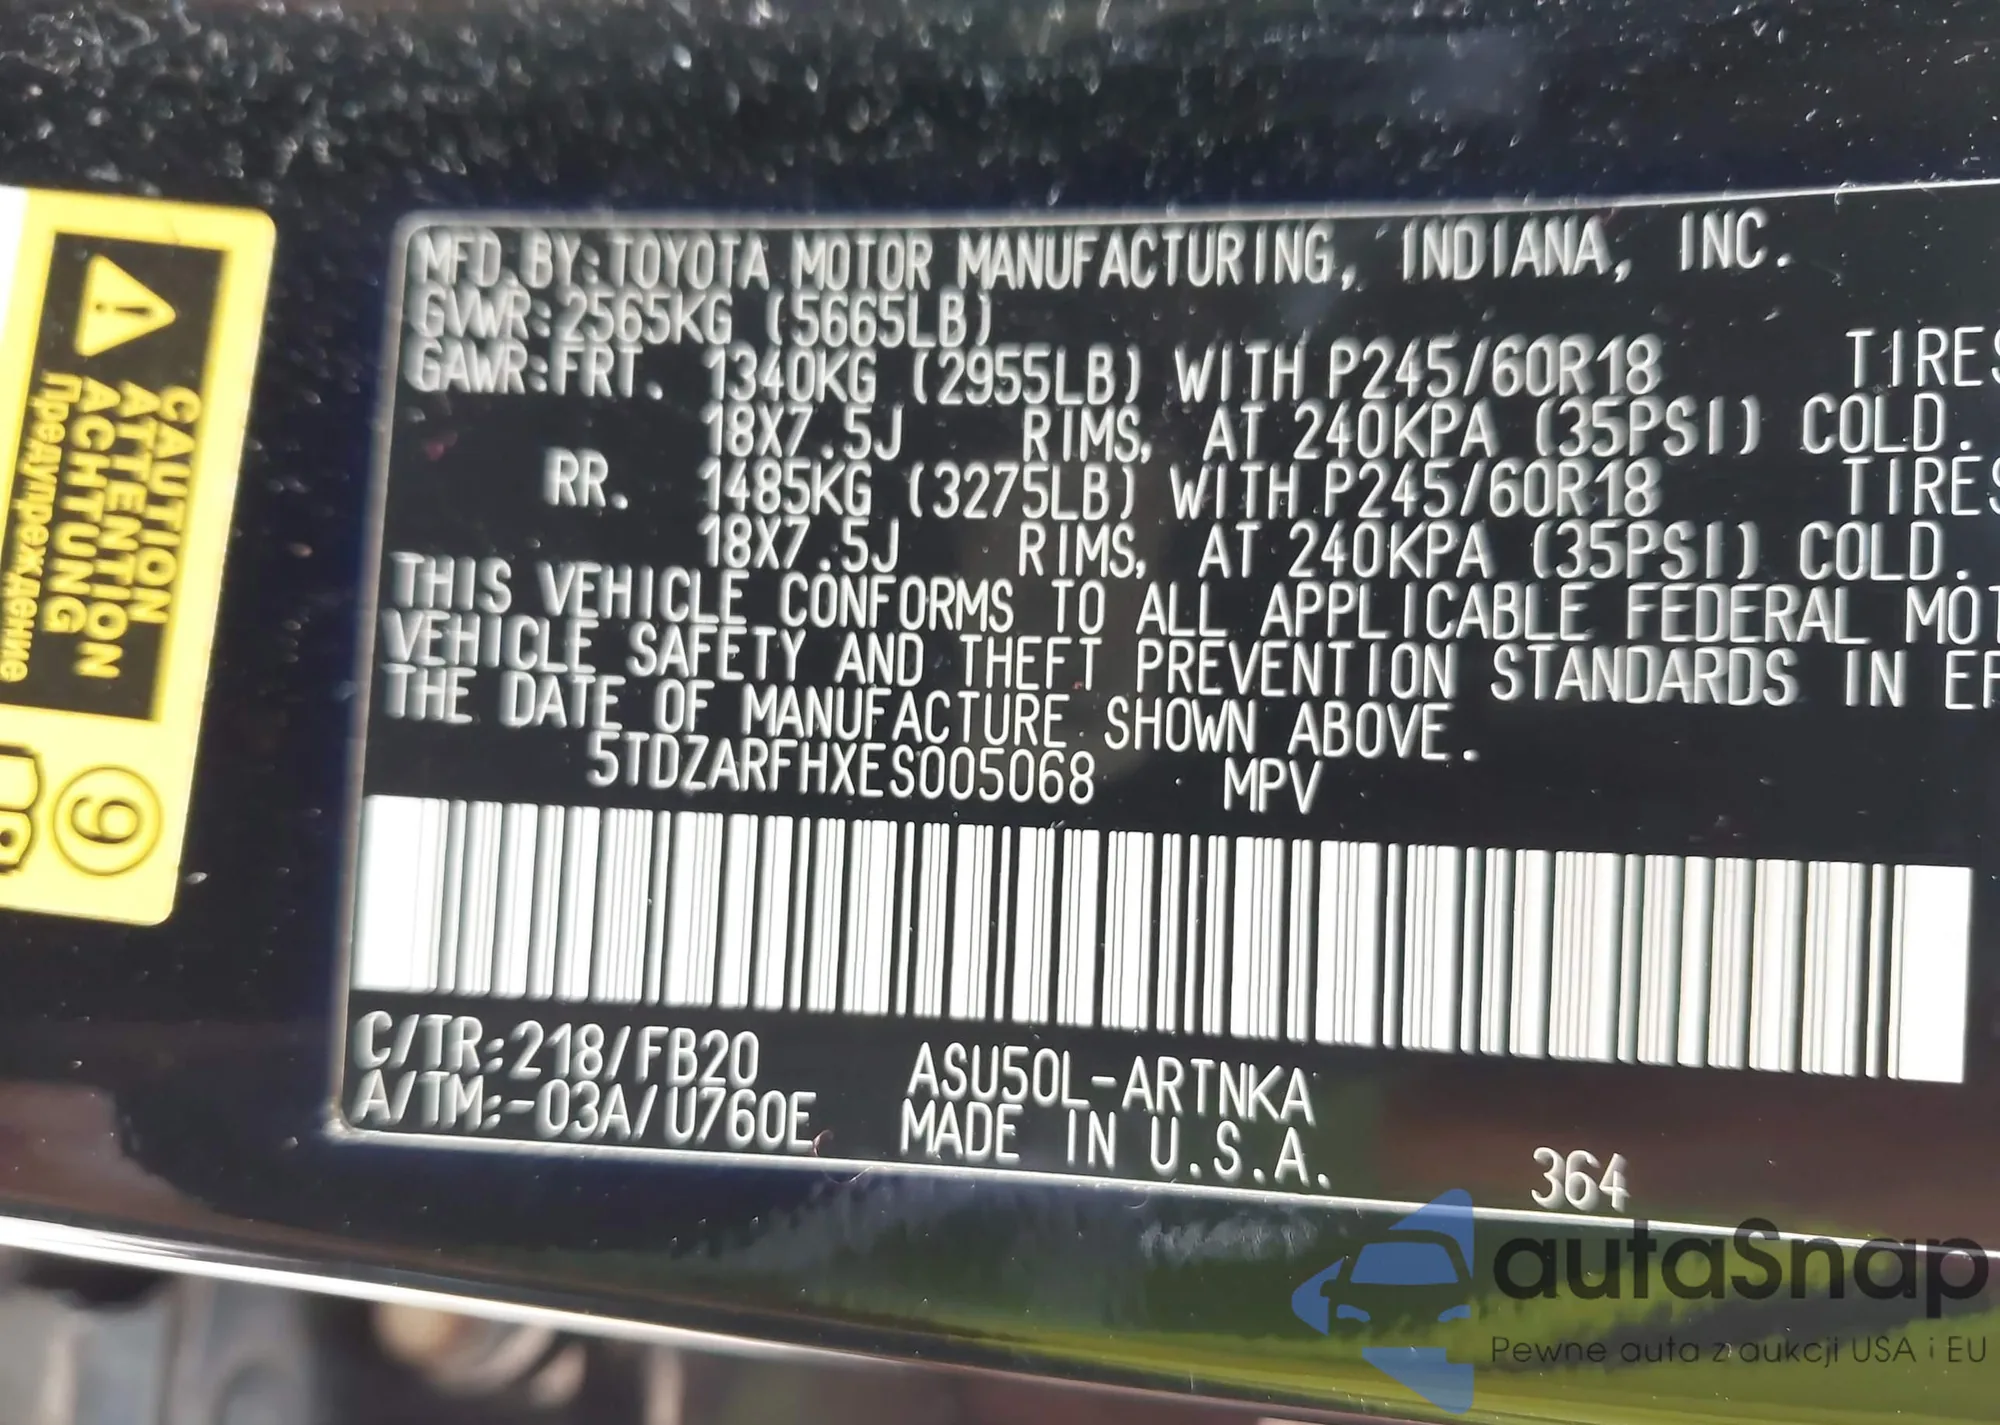 MFD. BY: TOYOTA MOTOR MANUFACTURING, INDIANA, INC.
GVWR: 2565KG (5665LB)
GAWR: FRT. 1340KG (2955LB) WITH P245/60R18 TIRES
18X7.5J RIMS, AT 240KPA (35PSI) COLD.
RR. 1485KG (3275LB) WITH P245/60R18 TIRES
18X7.5J RIMS, AT 240KPA (35PSI) COLD.
THIS VEHICLE CONFORMS TO ALL APPLICABLE FEDERAL MOT
VEHICLE SAFETY AND THEFT PREVENTION STANDARDS IN EF
THE DATE OF MANUFACTURE SHOWN ABOVE.
5TDZARFHXES005068 MPV
C/TR: 218/FB20 ASU50L-ARTNKA
A/TM: -03A/U760E MADE IN U.S.A.
364
CAUTION
ATTENTION
ACHTUNG
Предупреждение
9
autaSnap
Pewne auta z aukcji USA i EU